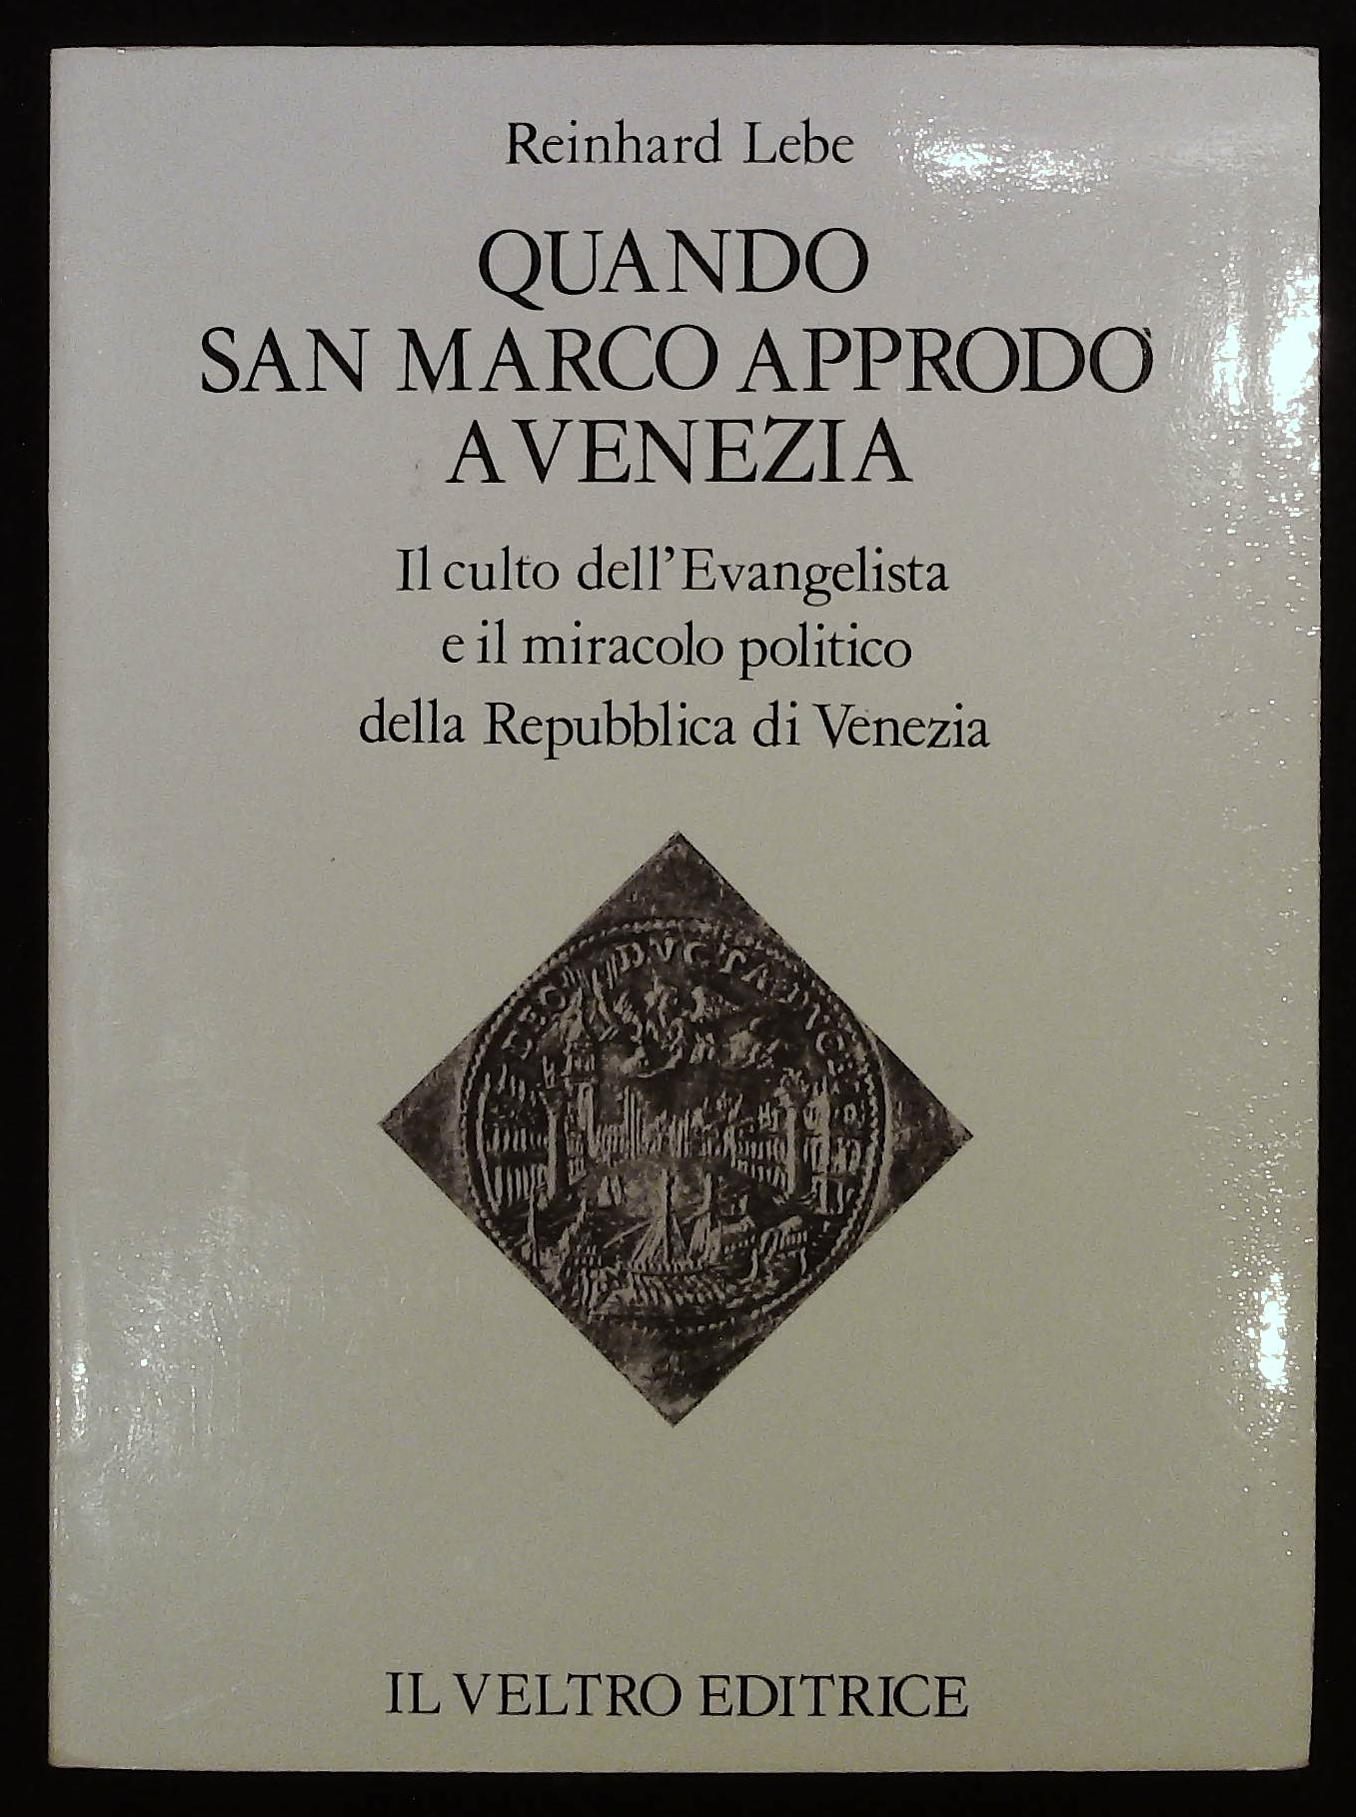 Reinhard Lebe
QUANDO
SAN MARCO APPRODÒ
A VENEZIA
Il culto dell'Evangelista
e il miracolo politico
della Repubblica di Venezia
DVCTA
IL VELTRO EDITRICE